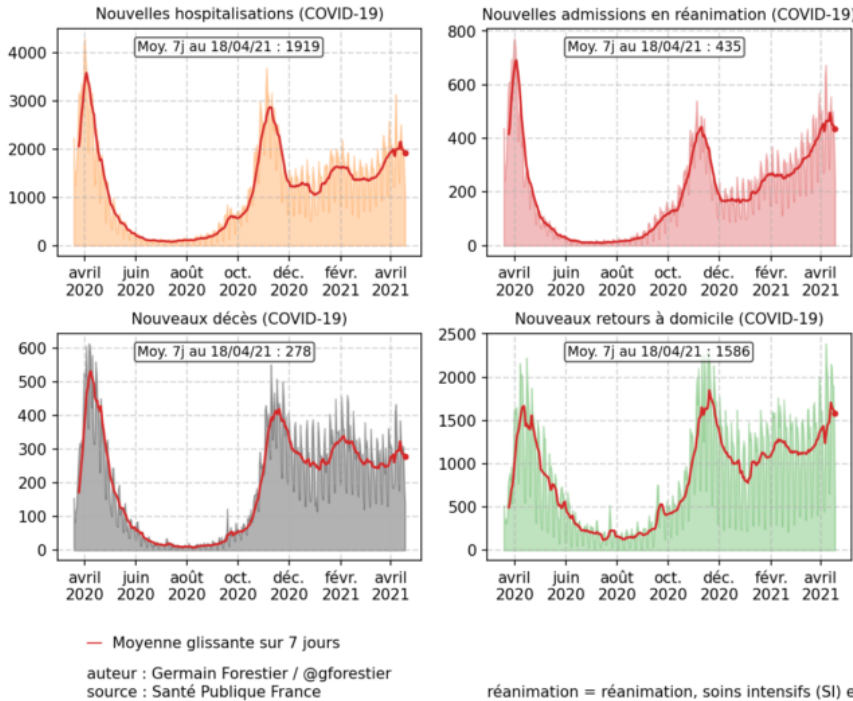 Nouvelles hospitalisations (COVID-19)
Moy. 7j au 18/04/21 : 1919
4000
3000
2000
1000
0
avril juin août oct. déc. févr. avril
2020 2020 2020 2020 2020 2021 2021
Nouvelles admissions en réanimation (COVID-19)
Moy. 7j au 18/04/21 : 435
800
600
400
200
0
avril juin août oct. déc. févr. avril
2020 2020 2020 2020 2020 2021 2021
Nouveaux décès (COVID-19)
Moy. 7j au 18/04/21 : 278
600
500
400
300
200
100
0
avril juin août oct. déc. févr. avril
2020 2020 2020 2020 2020 2021 2021
Nouveaux retours à domicile (COVID-19)
Moy. 7j au 18/04/21 : 1586
2500
2000
1500
1000
500
0
avril juin août oct. déc. févr. avril
2020 2020 2020 2020 2020 2021 2021
Moyenne glissante sur 7 jours
auteur : Germain Forestier / @gforestier
source : Santé Publique France
réanimation = réanimation, soins intensifs (SI) e